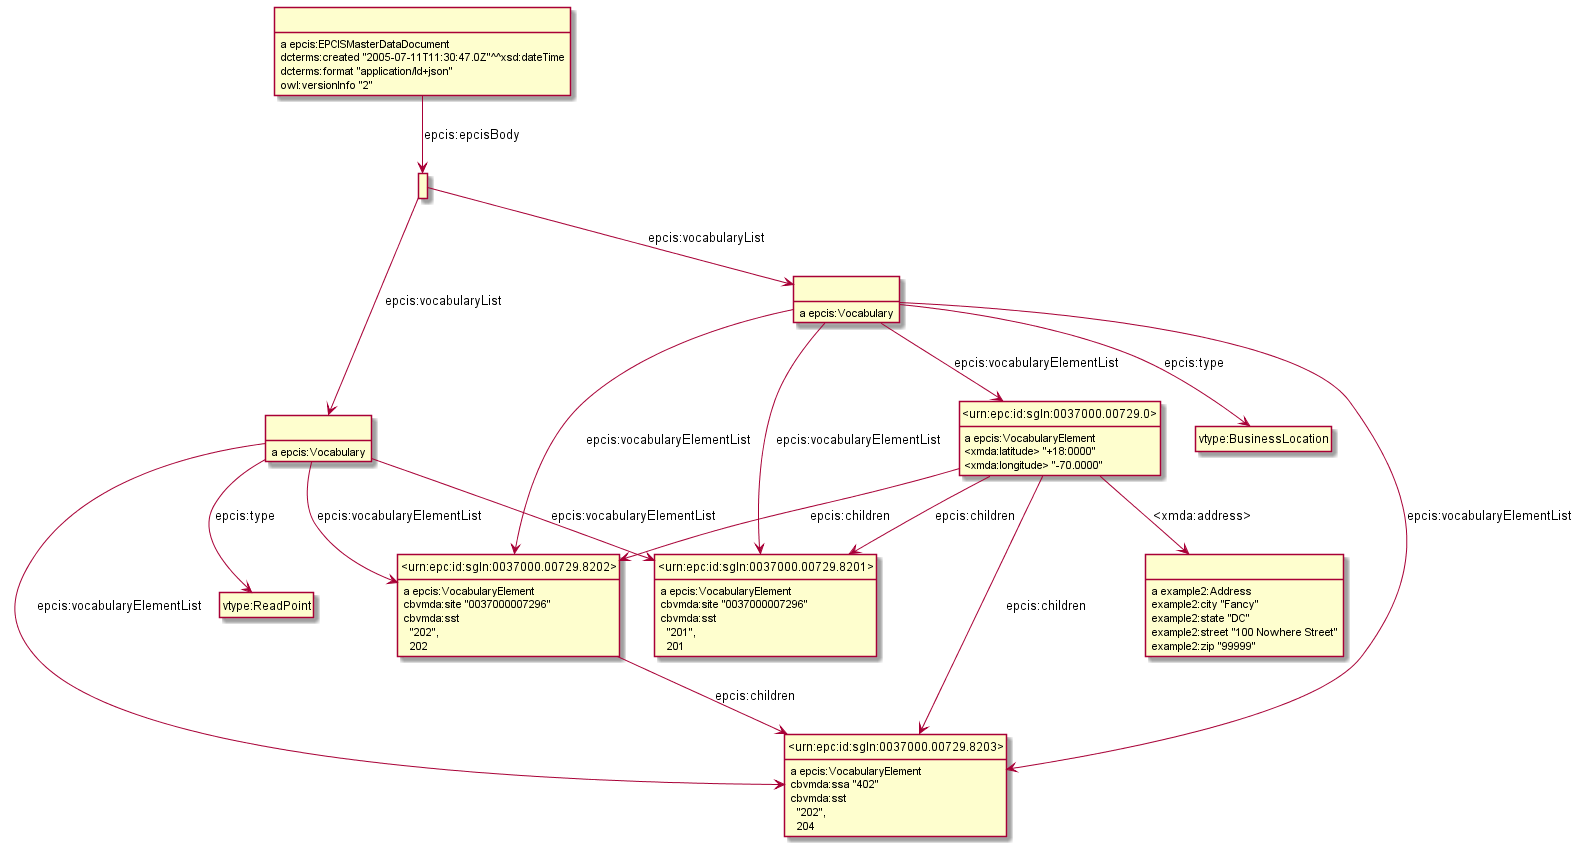 a epcis:EPCISMasterDataDocument
dcterms:created "2005-07-11T11:30:47.0Z"^^xsd:dateTime
dcterms:format "application/ld+json"
owl:versionInfo "2"
epcis:epcisBody
epcis:vocabularyList
epcis:vocabularyList
a epcis:Vocabulary
epcis:vocabularyElementList
epcis:type
<urn:epc:id:sgln:0037000.00729.0>
a epcis:VocabularyElement
<xmda:latitude> "+18:0000"
<xmda:longitude> "-70.0000"
vtype:BusinessLocation
epcis:vocabularyElementList
epcis:vocabularyElementList
a epcis:Vocabulary
epcis:type
epcis:vocabularyElementList
epcis:vocabularyElementList
epcis:children
epcis:children
<xmda:address>
epcis:vocabularyElementList
<urn:epc:id:sgln:0037000.00729.8202>
a epcis:VocabularyElement
cbvmda:site "0037000007296"
cbvmda:sst
"202",
202
<urn:epc:id:sgln:0037000.00729.8201>
a epcis:VocabularyElement
cbvmda:site "0037000007296"
cbvmda:sst
"201",
201
a example2:Address
example2:city "Fancy"
example2:state "DC"
example2:street "100 Nowhere Street"
example2:zip "99999"
epcis:vocabularyElementList
vtype:ReadPoint
epcis:children
epcis:children
<urn:epc:id:sgln:0037000.00729.8203>
a epcis:VocabularyElement
cbvmda:ssa "402"
cbvmda:sst
"202",
204